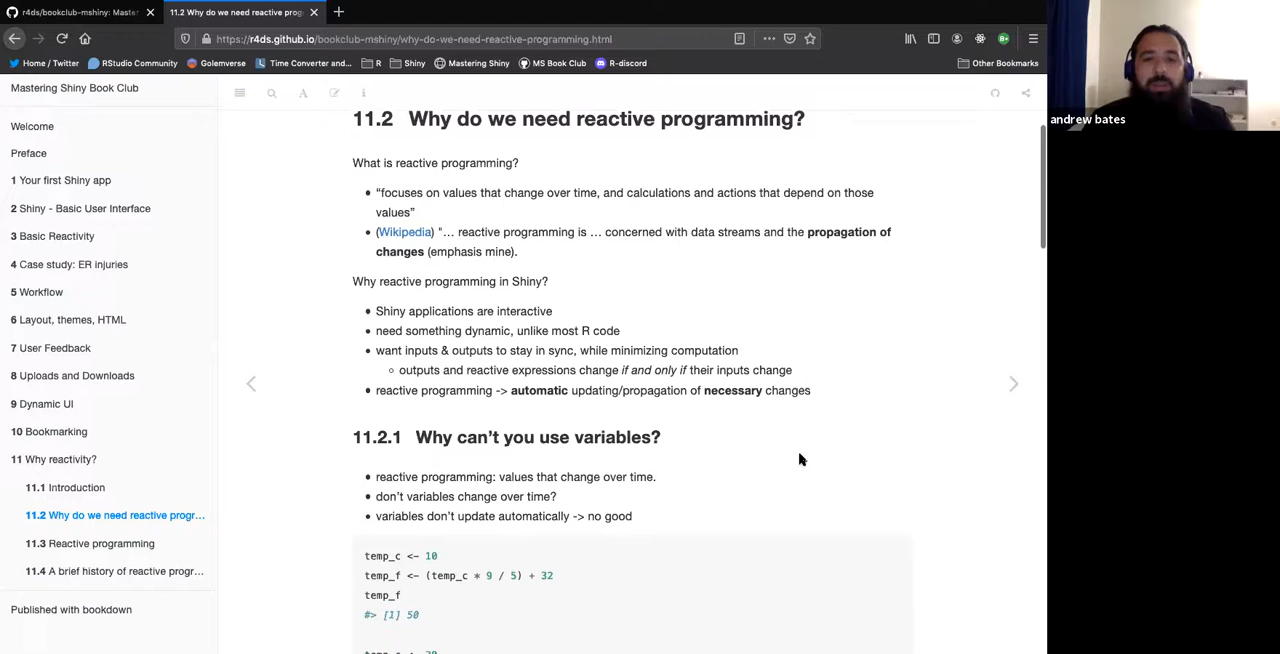 r4ds/bookclub-mshiny: Master
11.2 Why do we need reactive prog
https://r4ds.github.io/bookclub-mshiny/why-do-we-need-reactive-programming.html
Home / Twitter
RStudio Community
Golemverse
Time Converter and...
R
Shiny
Mastering Shiny
MS Book Club
R-discord
Other Bookmarks
andrew bates
Mastering Shiny Book Club
Welcome
Preface
1 Your first Shiny app
2 Shiny - Basic User Interface
3 Basic Reactivity
4 Case study: ER injuries
5 Workflow
6 Layout, themes, HTML
7 User Feedback
8 Uploads and Downloads
9 Dynamic UI
10 Bookmarking
11 Why reactivity?
11.1 Introduction
11.2 Why do we need reactive progr...
11.3 Reactive programming
11.4 A brief history of reactive progr...
Published with bookdown
11.2 Why do we need reactive programming?
What is reactive programming?
• “focuses on values that change over time, and calculations and actions that depend on those
values”
• (Wikipedia) "... reactive programming is ... concerned with data streams and the propagation of
changes (emphasis mine).
Why reactive programming in Shiny?
• Shiny applications are interactive
• need something dynamic, unlike most R code
• want inputs & outputs to stay in sync, while minimizing computation
◦ outputs and reactive expressions change if and only if their inputs change
• reactive programming -> automatic updating/propagation of necessary changes
11.2.1 Why can’t you use variables?
• reactive programming: values that change over time.
• don’t variables change over time?
• variables don’t update automatically -> no good
temp_c <- 10
temp_f <- (temp_c * 9 / 5) + 32
temp_f
#> [1] 50